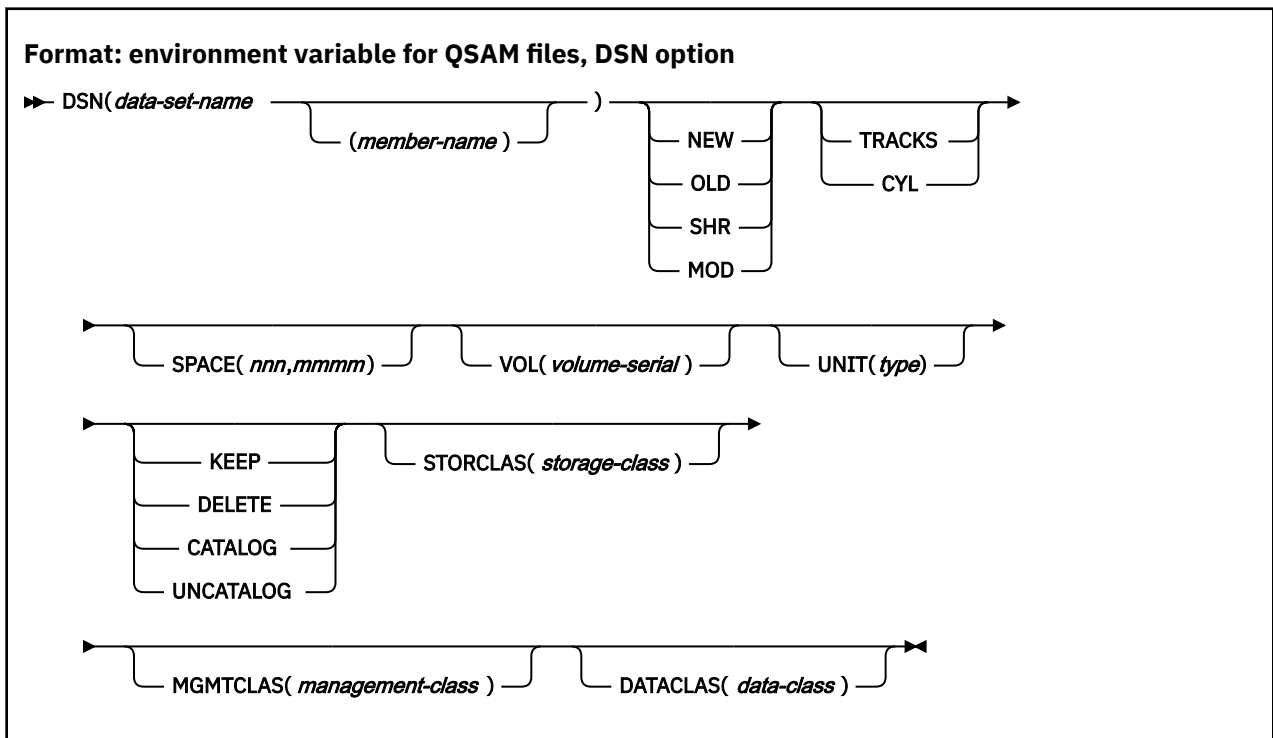 Format: environment variable for QSAM files, DSN option
DSN( data-set-name ( member-name ) )
NEW
OLD
SHR
MOD
TRACKS
CYL
SPACE( nnn,mmmm)
VOL( volume-serial )
UNIT( type)
KEEP
DELETE
CATALOG
UNCATALOG
STORCLAS( storage-class )
MGMTCLAS( management-class )
DATACLAS( data-class )